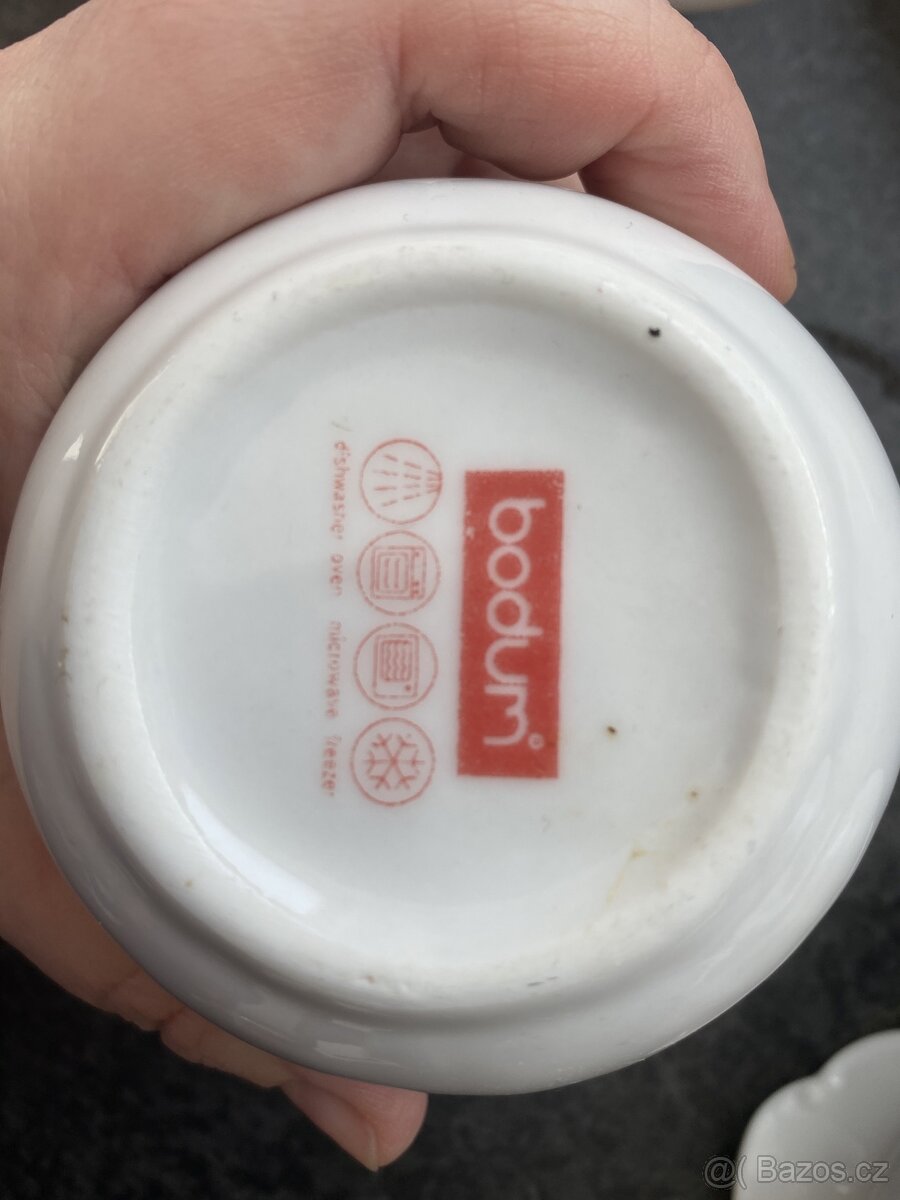 bodum®
/dishwasher oven microwave freezer
@( Bazos.cz